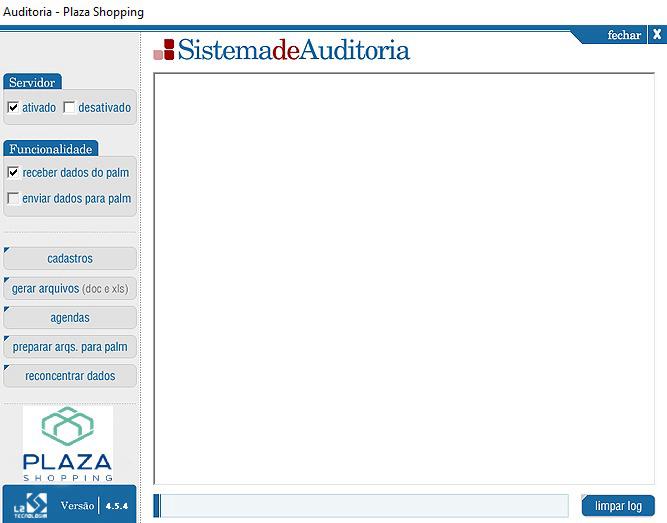 Auditoria - Plaza Shopping
fechar X
SistemadeAuditoria
Servidor
ativado desativado
Funcionalidade
receber dados do palm
enviar dados para palm
cadastros
gerar arquivos (doc e xls)
agendas
preparar arqs. para palm
reconcentrar dados
PLAZA
SHOPPING
L2
TECNOLOGIA
Versão 4.5.4
limpar log